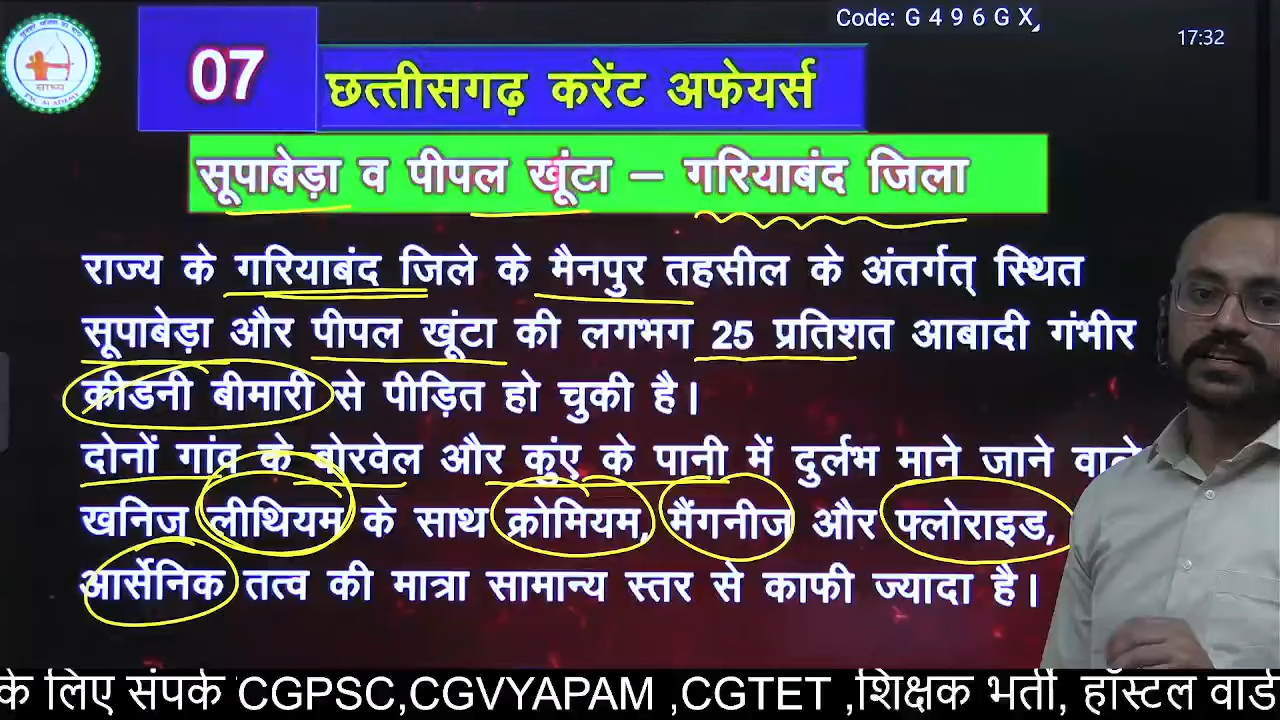 Code: G 4 9 6 G X
17:32
साध्य
PSC ACADEMY
07
छत्तीसगढ़ करेंट अफेयर्स
सूपाबेड़ा व पीपल खूंटा – गरियाबंद जिला
राज्य के गरियाबंद जिले के मैनपुर तहसील के अंतर्गत् स्थित
सूपाबेड़ा और पीपल खूंटा की लगभग 25 प्रतिशत आबादी गंभीर
कीडनी बीमारी से पीड़ित हो चुकी है।
दोनों गांव के बोरवेल और कुंए के पानी में दुर्लभ माने जाने वाले
खनिज लीथियम के साथ क्रोमियम, मैंगनीज और फ्लोराइड,
आर्सेनिक तत्व की मात्रा सामान्य स्तर से काफी ज्यादा है।
के लिए संपर्क CGPSC,CGVYAPAM ,CGTET ,शिक्षक भर्ती, हॉस्टल वार्ड